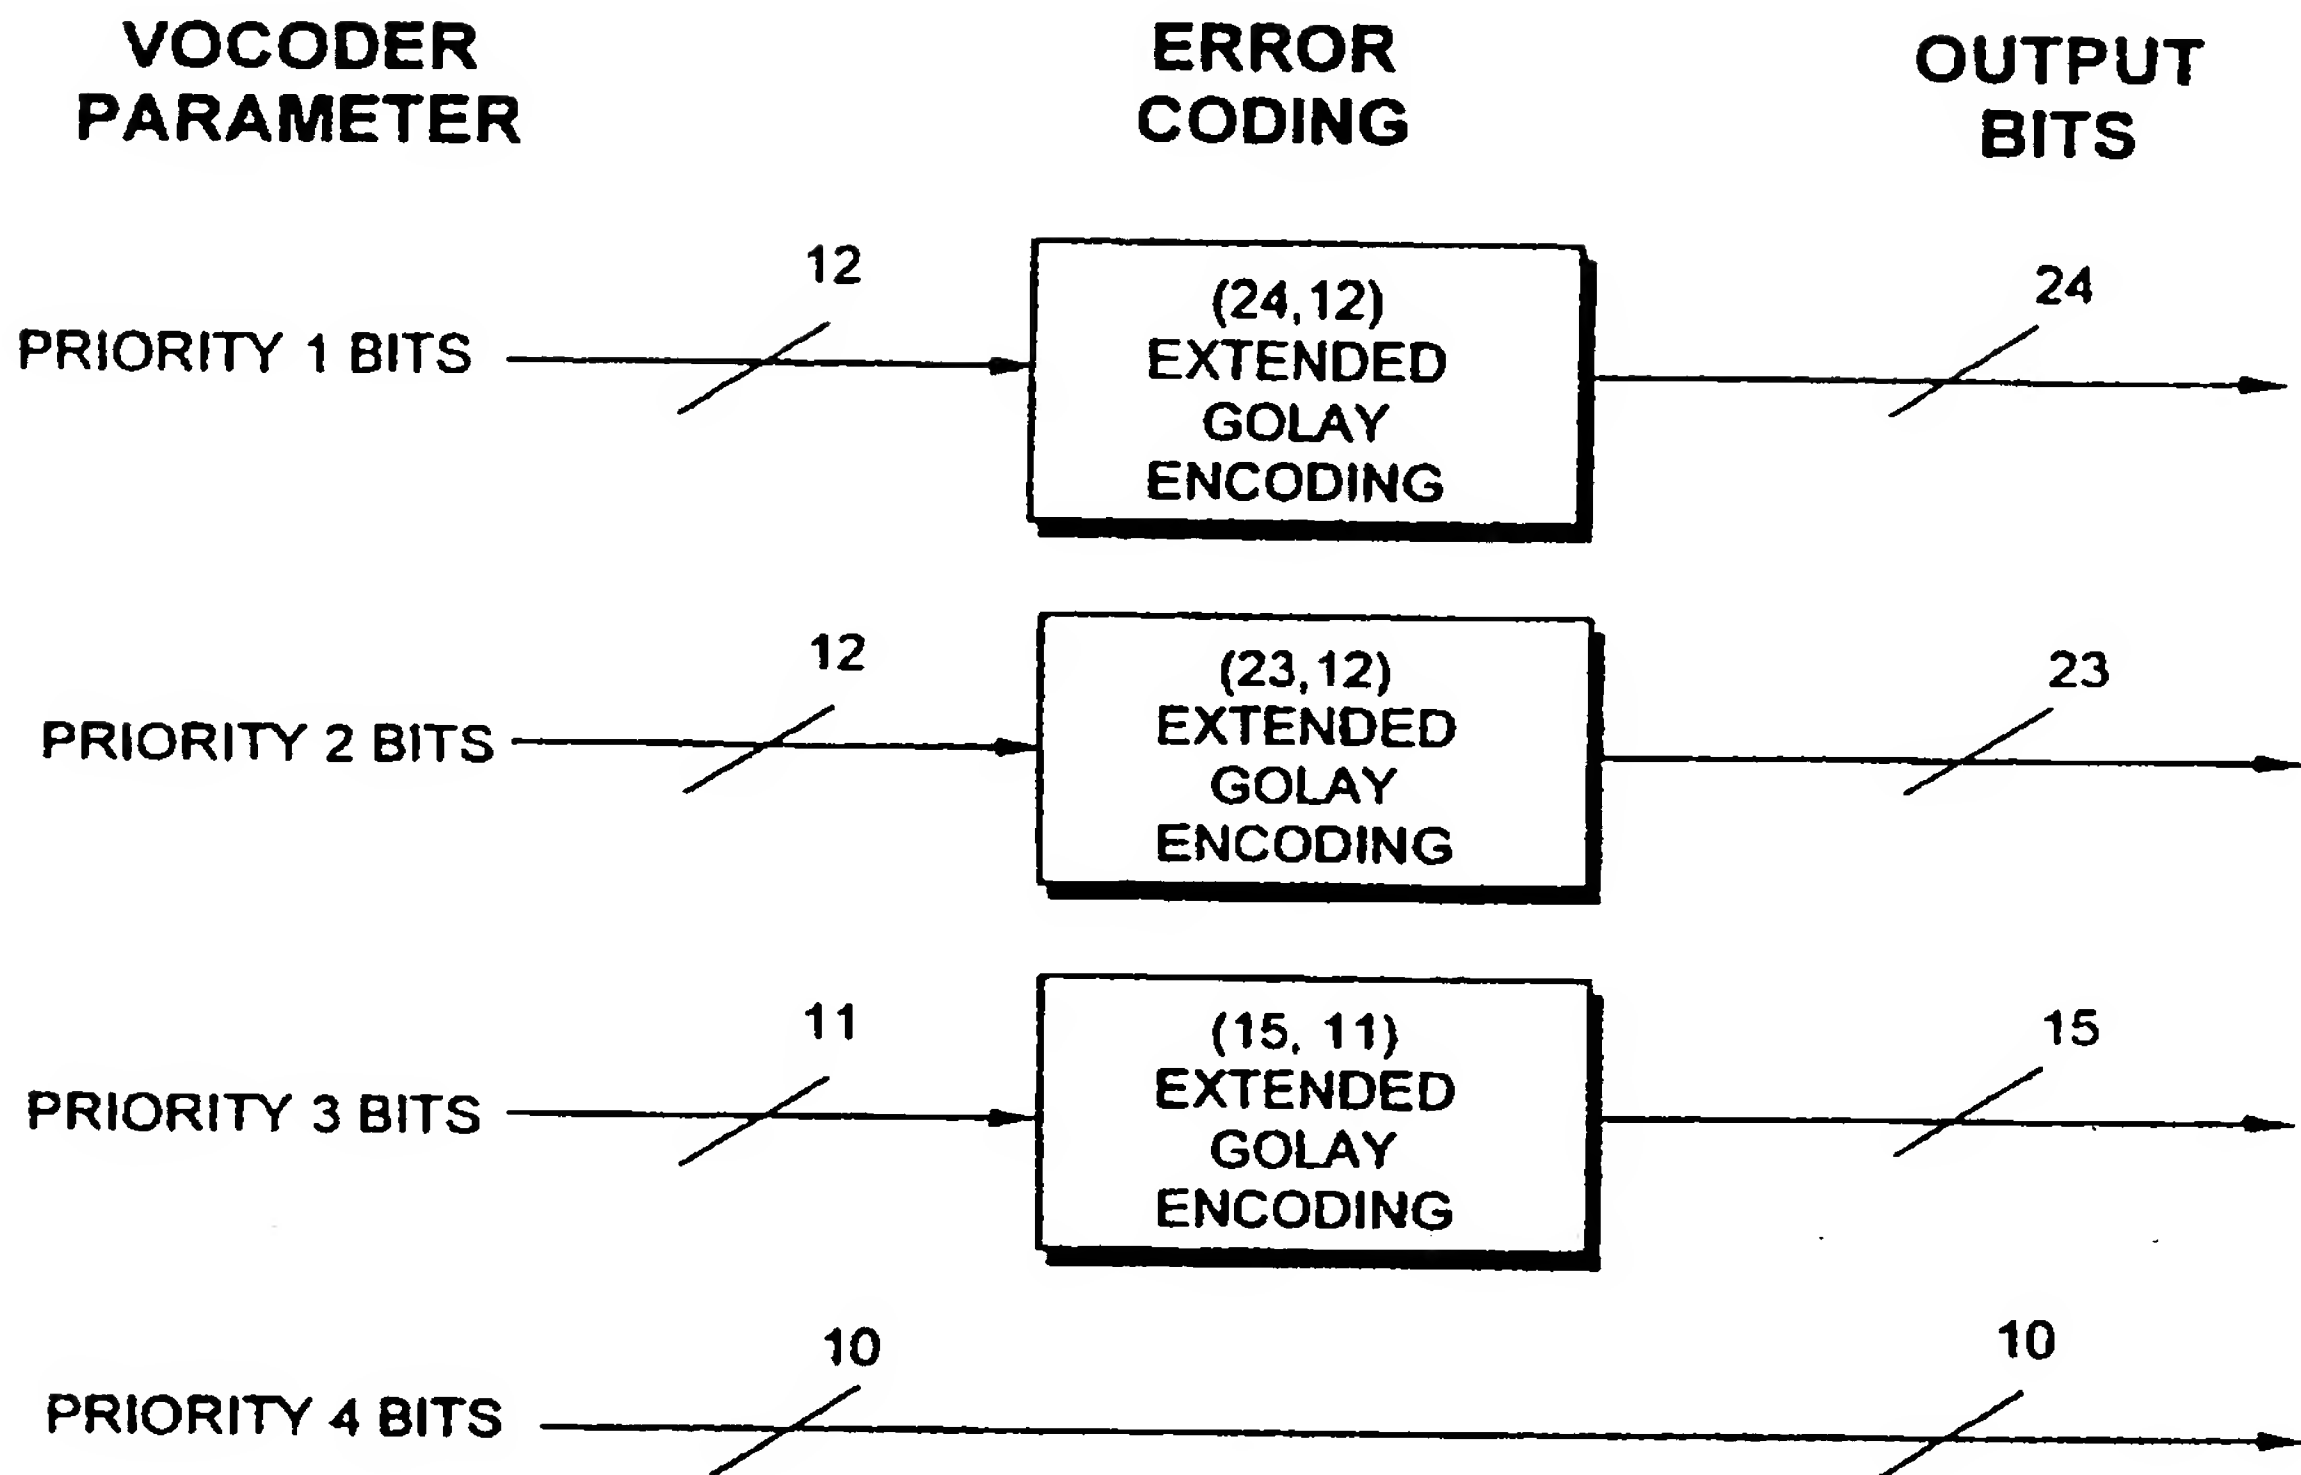 VOCODER
PARAMETER
ERROR
CODING
OUTPUT
BITS
PRIORITY 1 BITS
12
(24,12)
EXTENDED
GOLAY
ENCODING
24
PRIORITY 2 BITS
12
(23,12)
EXTENDED
GOLAY
ENCODING
23
PRIORITY 3 BITS
11
(15, 11)
EXTENDED
GOLAY
ENCODING
15
PRIORITY 4 BITS
10
10